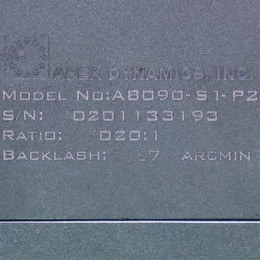 APEX DYNAMICS, INC.
MODEL NO:AB090-S1-P2
S/N: 0201133193
RATIO: 020:1
BACKLASH: ≤7 ARCMIN